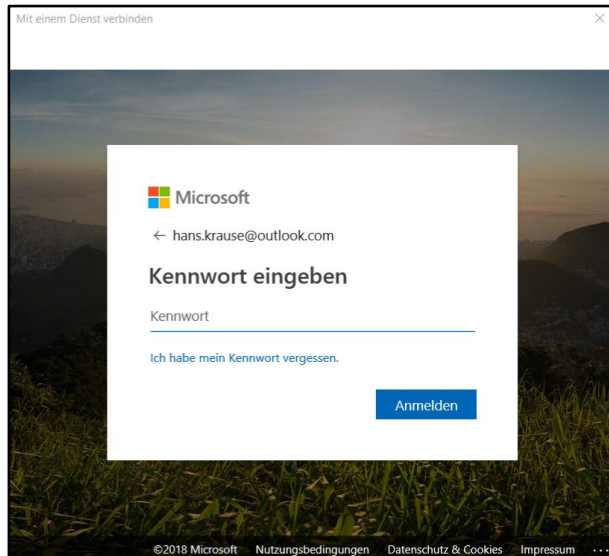 Mit einem Dienst verbinden
Microsoft
← hans.krause@outlook.com
Kennwort eingeben
Kennwort
Ich habe mein Kennwort vergessen.
Anmelden
©2018 Microsoft Nutzungsbedingungen Datenschutz & Cookies Impressum ...